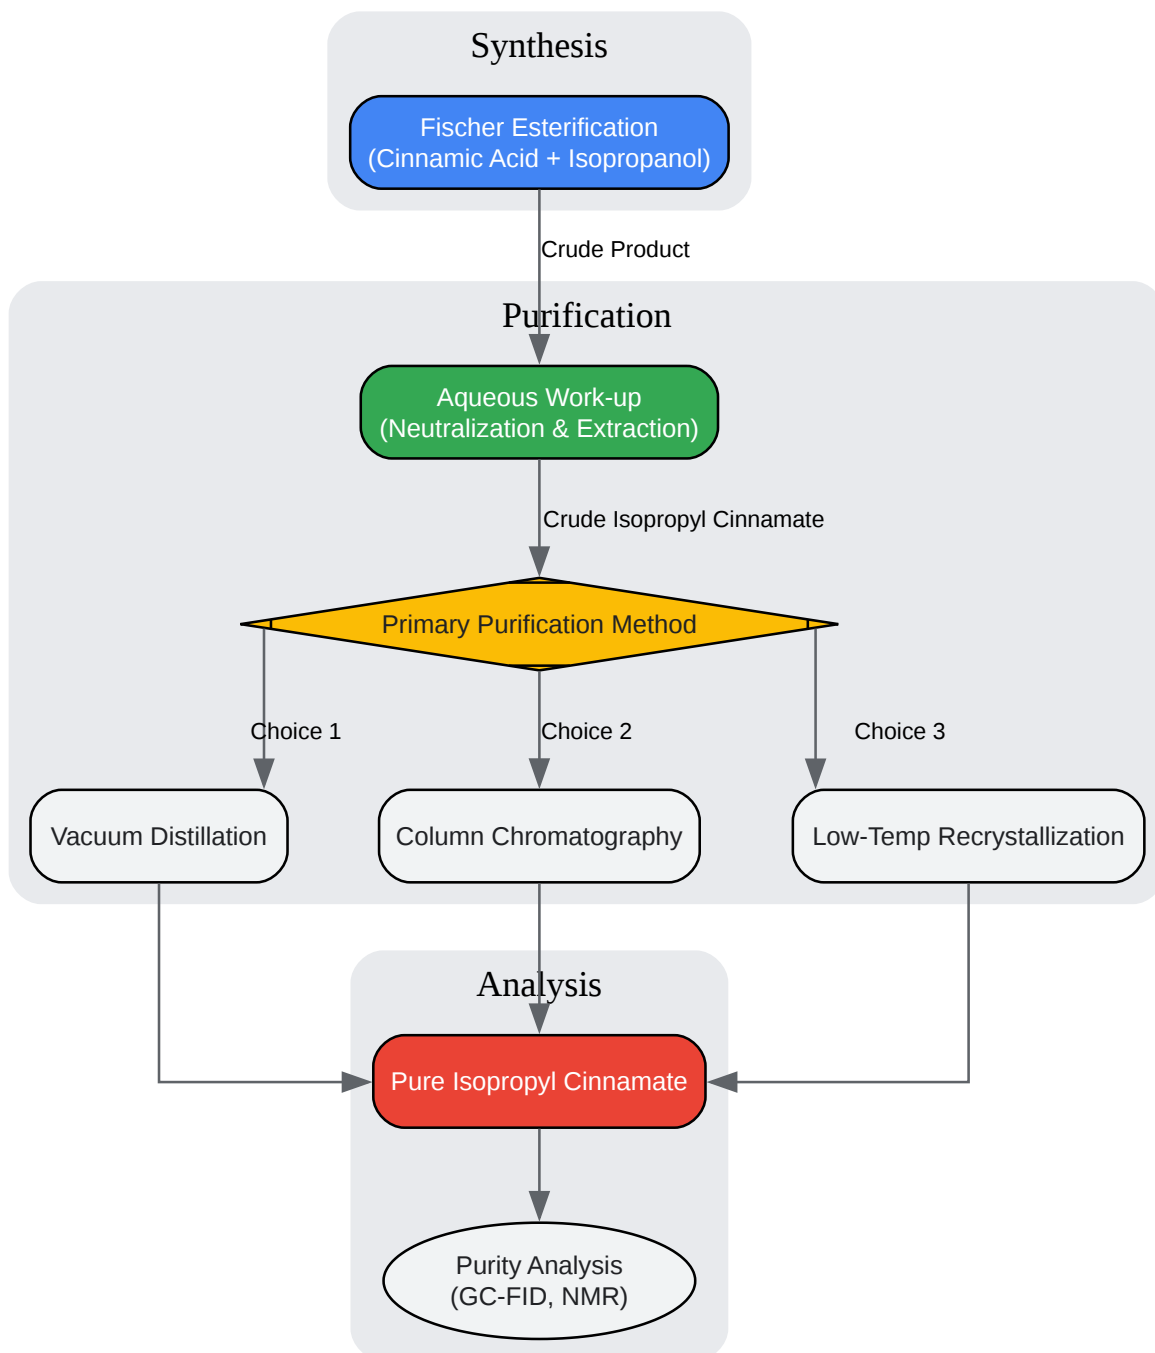 Synthesis
Fischer Esterification
(Cinnamic Acid + Isopropanol)
Crude Product
Purification
Aqueous Work-up
(Neutralization & Extraction)
Crude Isopropyl Cinnamate
Primary Purification Method
Choice 1
Choice 2
Choice 3
Vacuum Distillation
Column Chromatography
Low-Temp Recrystallization
Analysis
Pure Isopropyl Cinnamate
Purity Analysis
(GC-FID, NMR)